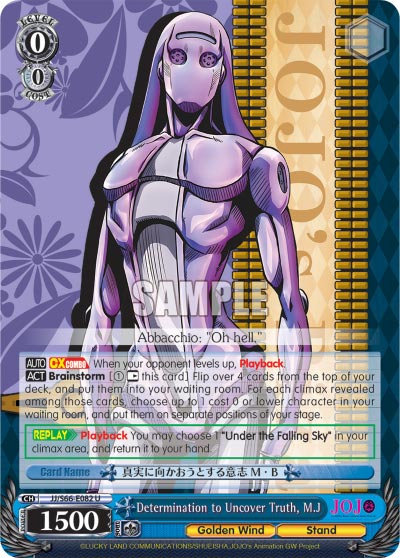 LEVEL
0
0
COST
JOJO's
SAMPLE
Abbacchio: "Oh hell."
AUTO CXCOMBO When your opponent levels up, Playback.
ACT Brainstorm [① this card] Flip over 4 cards from the top of your
deck, and put them into your waiting room. For each climax revealed
among those cards, choose up to 1 cost 0 or lower character in your
waiting room, and put them on separate positions of your stage.
REPLAY Playback You may choose 1 "Under the Falling Sky" in your
climax area, and return it to your hand.
Card Name 真実に向かおうとする意志 M・B
CH JJ/S66-E082 U
POWER
1500
SOUL
Determination to Uncover Truth, M.J JOJO
Golden Wind Stand
©LUCKY LAND COMMUNICATIONS/SHUEISHA,JOJO's Animation GW Project